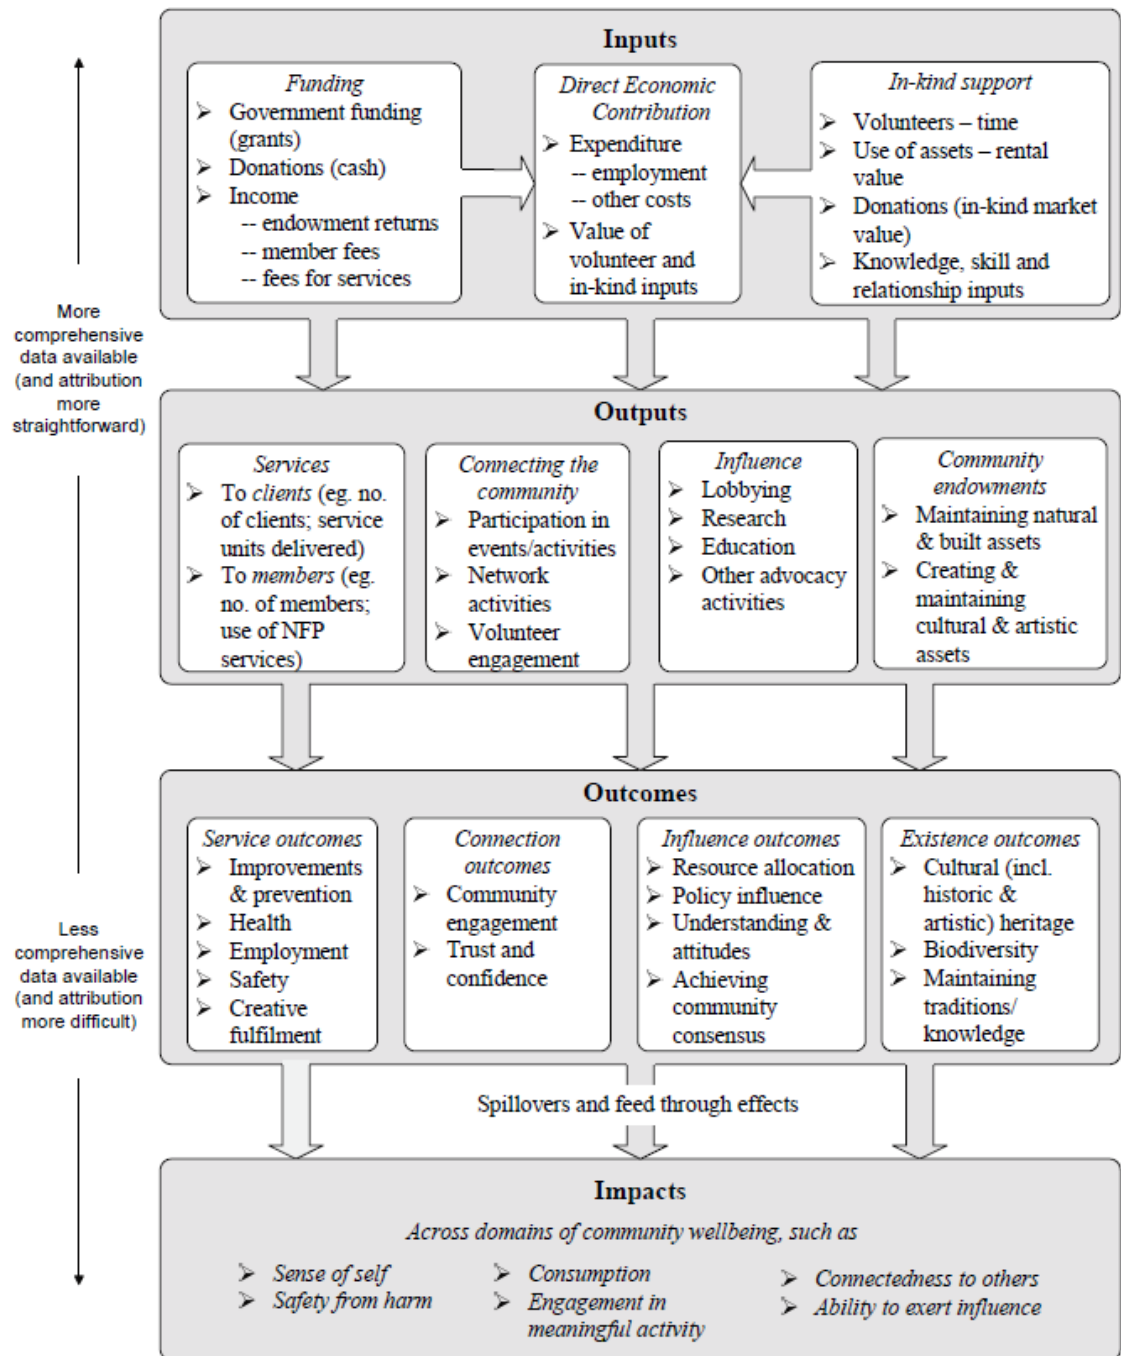 Inputs
Funding
➢ Government funding
(grants)
➢ Donations (cash)
➢ Income
-- endowment returns
-- member fees
-- fees for services
Direct Economic
Contribution
➢ Expenditure
-- employment
-- other costs
➢ Value of
volunteer and
in-kind inputs
In-kind support
➢ Volunteers – time
➢ Use of assets – rental
value
➢ Donations (in-kind market
value)
➢ Knowledge, skill and
relationship inputs
More
comprehensive
data available
(and attribution
more
straightforward)
Outputs
Services
➢ To clients (eg. no.
of clients; service
units delivered)
➢ To members (eg.
no. of members;
use of NFP
services)
Connecting the
community
➢ Participation in
events/activities
➢ Network
activities
➢ Volunteer
engagement
Influence
➢ Lobbying
➢ Research
➢ Education
➢ Other advocacy
activities
Community
endowments
➢ Maintaining natural
& built assets
➢ Creating &
maintaining
cultural & artistic
assets
Outcomes
Service outcomes
➢ Improvements
& prevention
➢ Health
➢ Employment
➢ Safety
➢ Creative
fulfilment
Connection
outcomes
➢ Community
engagement
➢ Trust and
confidence
Influence outcomes
➢ Resource allocation
➢ Policy influence
➢ Understanding &
attitudes
➢ Achieving
community
consensus
Existence outcomes
➢ Cultural (incl.
historic &
artistic) heritage
➢ Biodiversity
➢ Maintaining
traditions/
knowledge
Less
comprehensive
data available
(and attribution
more difficult)
Spillovers and feed through effects
Impacts
Across domains of community wellbeing, such as
➢ Sense of self
➢ Safety from harm
➢ Consumption
➢ Engagement in
meaningful activity
➢ Connectedness to others
➢ Ability to exert influence